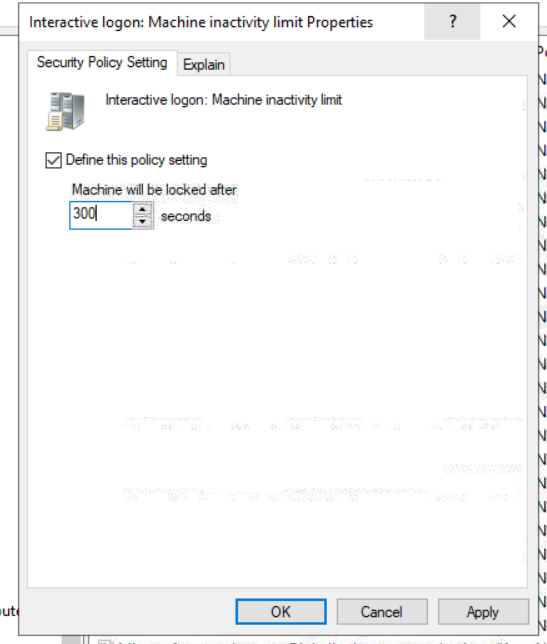 Interactive logon: Machine inactivity limit Properties
?
Security Policy Setting
Explain
Interactive logon: Machine inactivity limit
Define this policy setting
Machine will be locked after
300
seconds
OK
Cancel
Apply